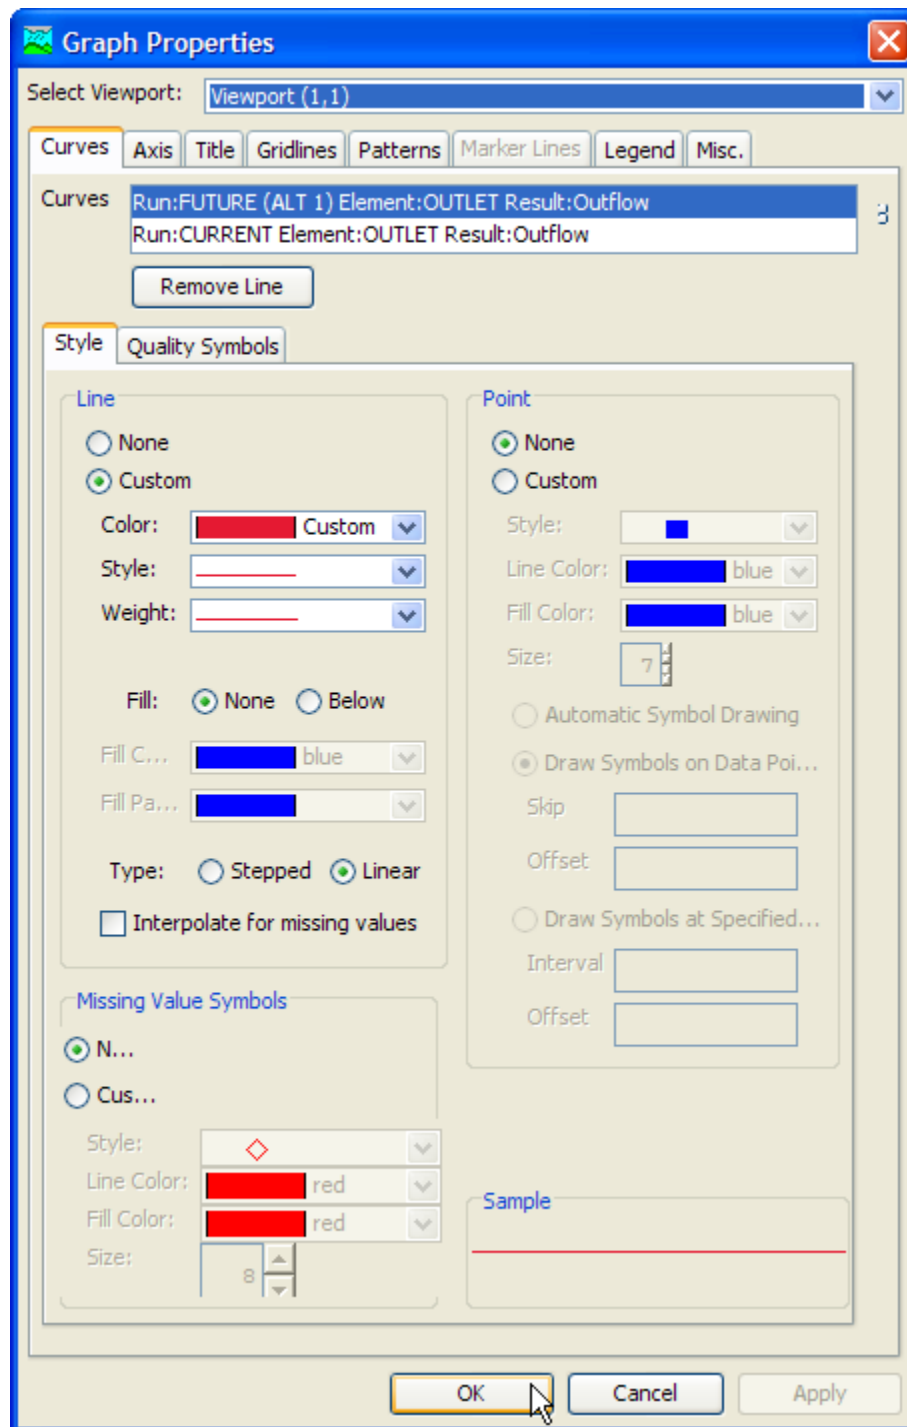 Graph Properties
Select Viewport: Viewport (1,1)
Curves Axis Title Gridlines Patterns Marker Lines Legend Misc.
Curves Run:FUTURE (ALT 1) Element:OUTLET Result:Outflow
Run:CURRENT Element:OUTLET Result:Outflow
Remove Line
Style Quality Symbols
Line
None
Custom
Color: Custom
Style:
Weight:
Fill: None Below
Fill C... blue
Fill Pa...
Type: Stepped Linear
Interpolate for missing values
Point
None
Custom
Style:
Line Color: blue
Fill Color: blue
Size: 7
Automatic Symbol Drawing
Draw Symbols on Data Poi...
Skip
Offset
Draw Symbols at Specified...
Interval
Offset
Missing Value Symbols
N...
Cus...
Style:
Line Color: red
Fill Color: red
Size: 8
Sample
OK Cancel Apply